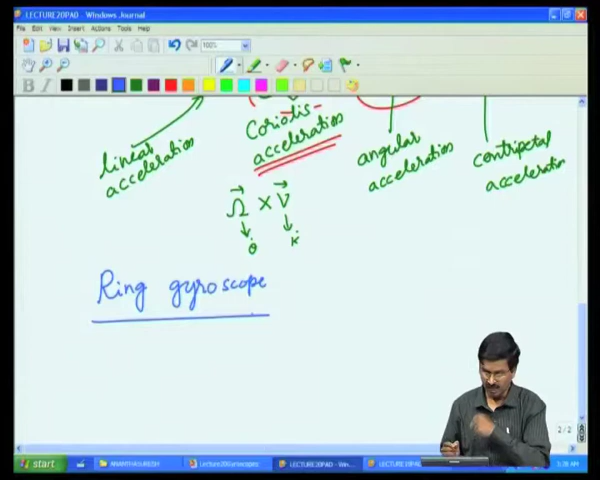 LECTURE20PAD - Windows Journal
File Edit View Insert Actions Tools Help
100%
B I
linear acceleration
Coriolis acceleration
angular acceleration
centripetal acceleration
Ω⃗ × V⃗
θ̇ ṙ
Ring gyroscope
2/2
start
ANANTHASURESH
Lecture20Gyroscopes
LECTURE20PAD - Win...